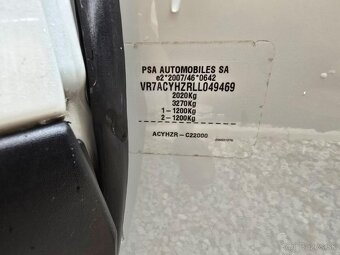 PSA AUTOMOBILES SA
e2*2007/46*0642
VR7ACYHZRLL049469
2020Kg
3270Kg
1-1200Kg
2-1200Kg
ACYHZR-C22000